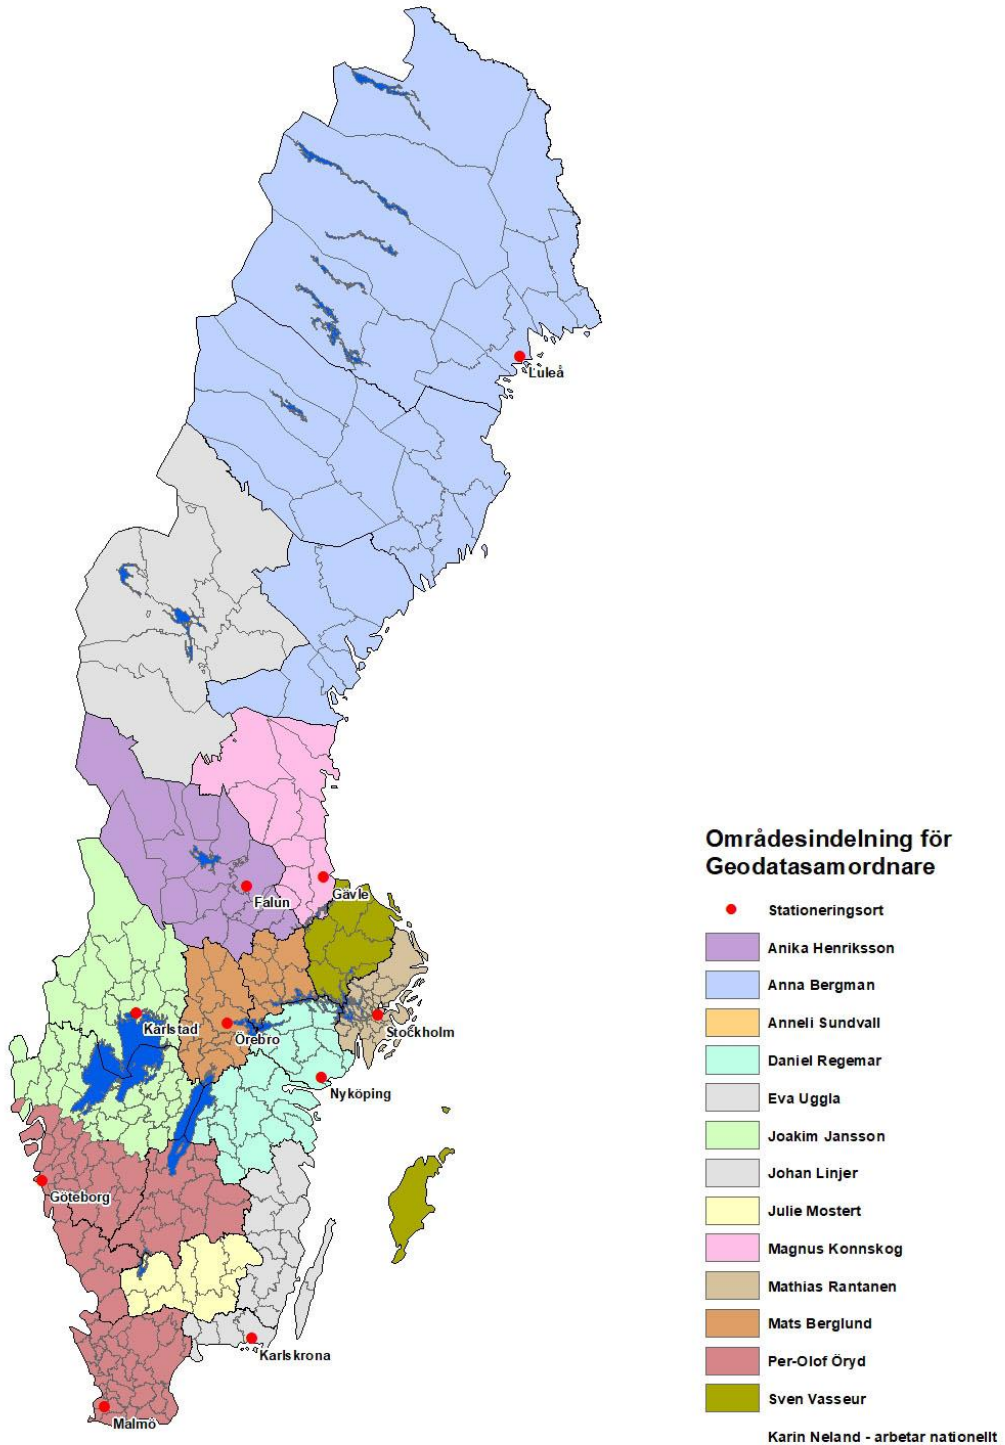 Luleå
Områdesindelning för
Geodatasamordnare
Stationeringsort
Gävle
Falun
Anika Henriksson
Anna Bergman
Karlstad
Örebro
Stockholm
Anneli Sundvall
Daniel Regemar
Nyköping
Eva Uggla
Joakim Jansson
Göteborg
Johan Linjer
Julie Mostert
Magnus Konnskog
Mathias Rantanen
Mats Berglund
Karlskrona
Per-Olof Öryd
Sven Vasseur
Malmö
Karin Neland - arbetar nationellt